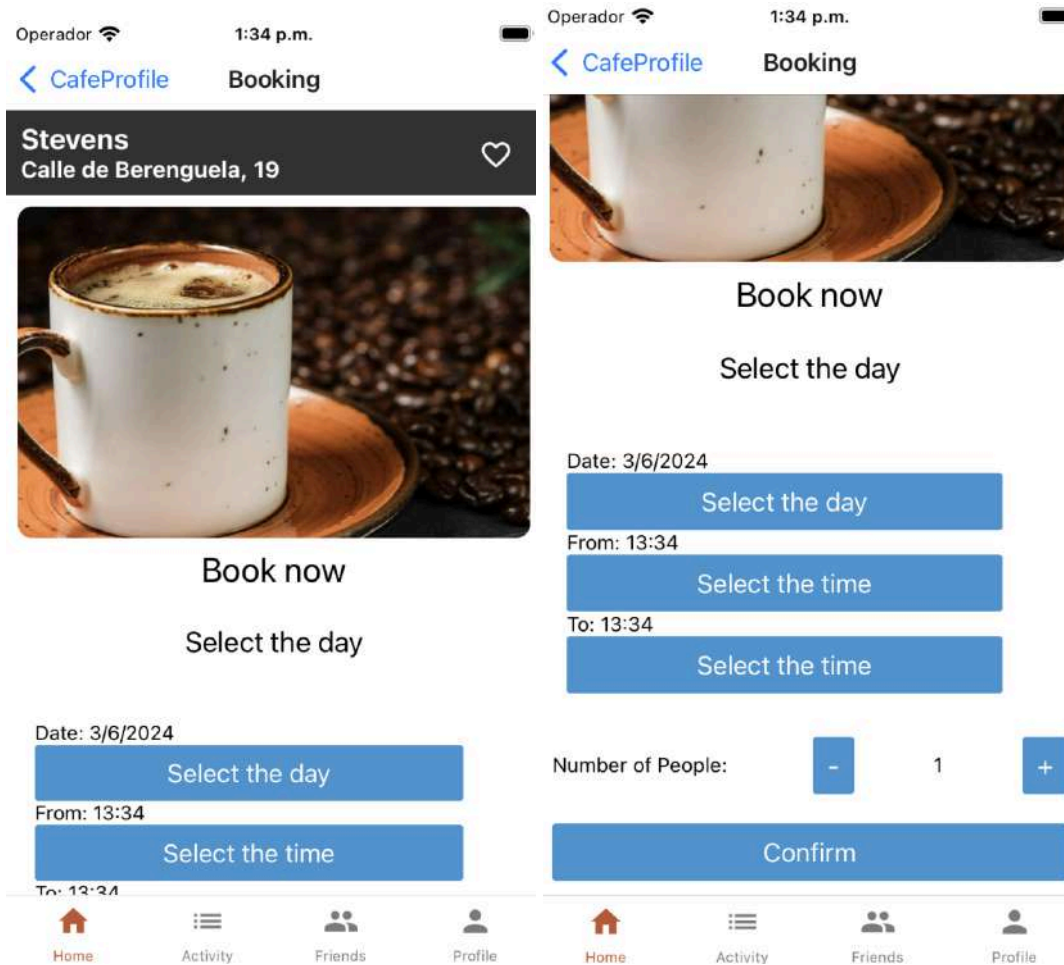 Operador 1:34 p.m.
CafeProfile Booking
Stevens
Calle de Berenguela, 19
Book now
Select the day
Date: 3/6/2024
Select the day
From: 13:34
Select the time
To: 13:34
Home Activity Friends Profile
Operador 1:34 p.m.
CafeProfile Booking
Book now
Select the day
Date: 3/6/2024
Select the day
From: 13:34
Select the time
To: 13:34
Select the time
Number of People: - 1 +
Confirm
Home Activity Friends Profile